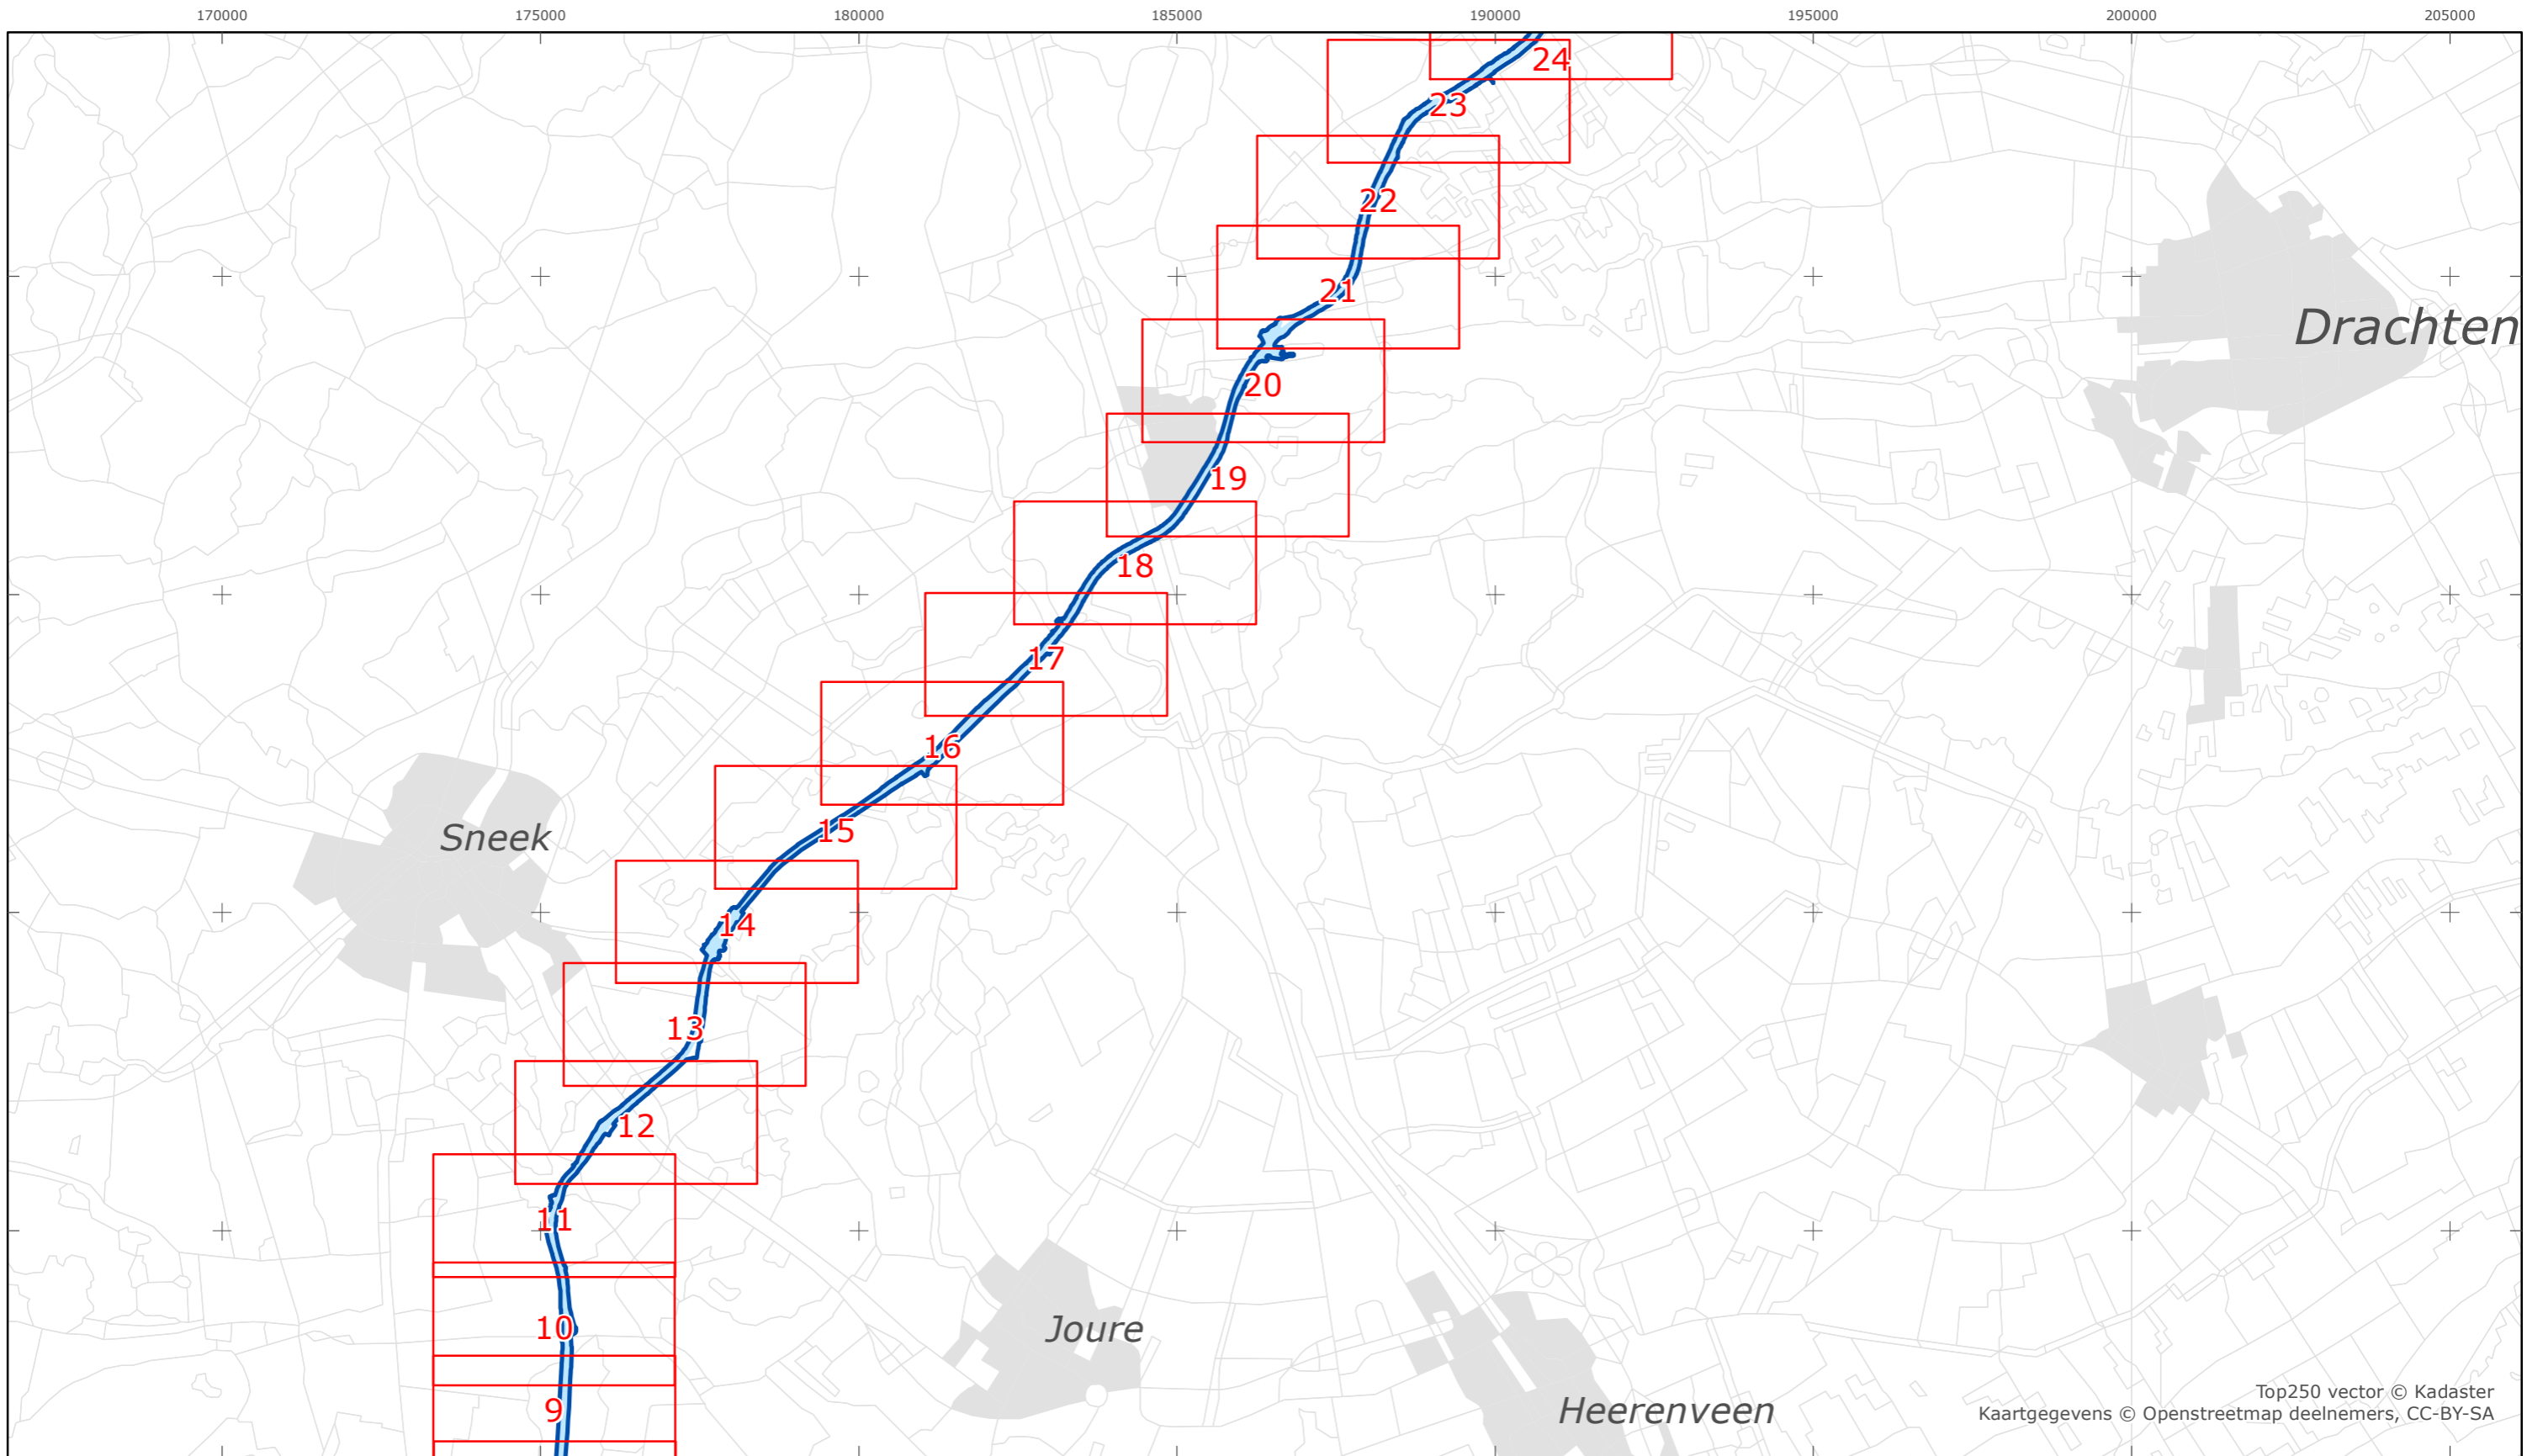 170000 175000 180000 185000 190000 195000 200000 205000
24
23
22
21
Drachten
20
19
18
17
16
15
Sneek
14
13
12
11
10
Joure
9
Heerenveen
Top250 vector © Kadaster
Kaartgegevens © Openstreetmap deelnemers, CC-BY-SA